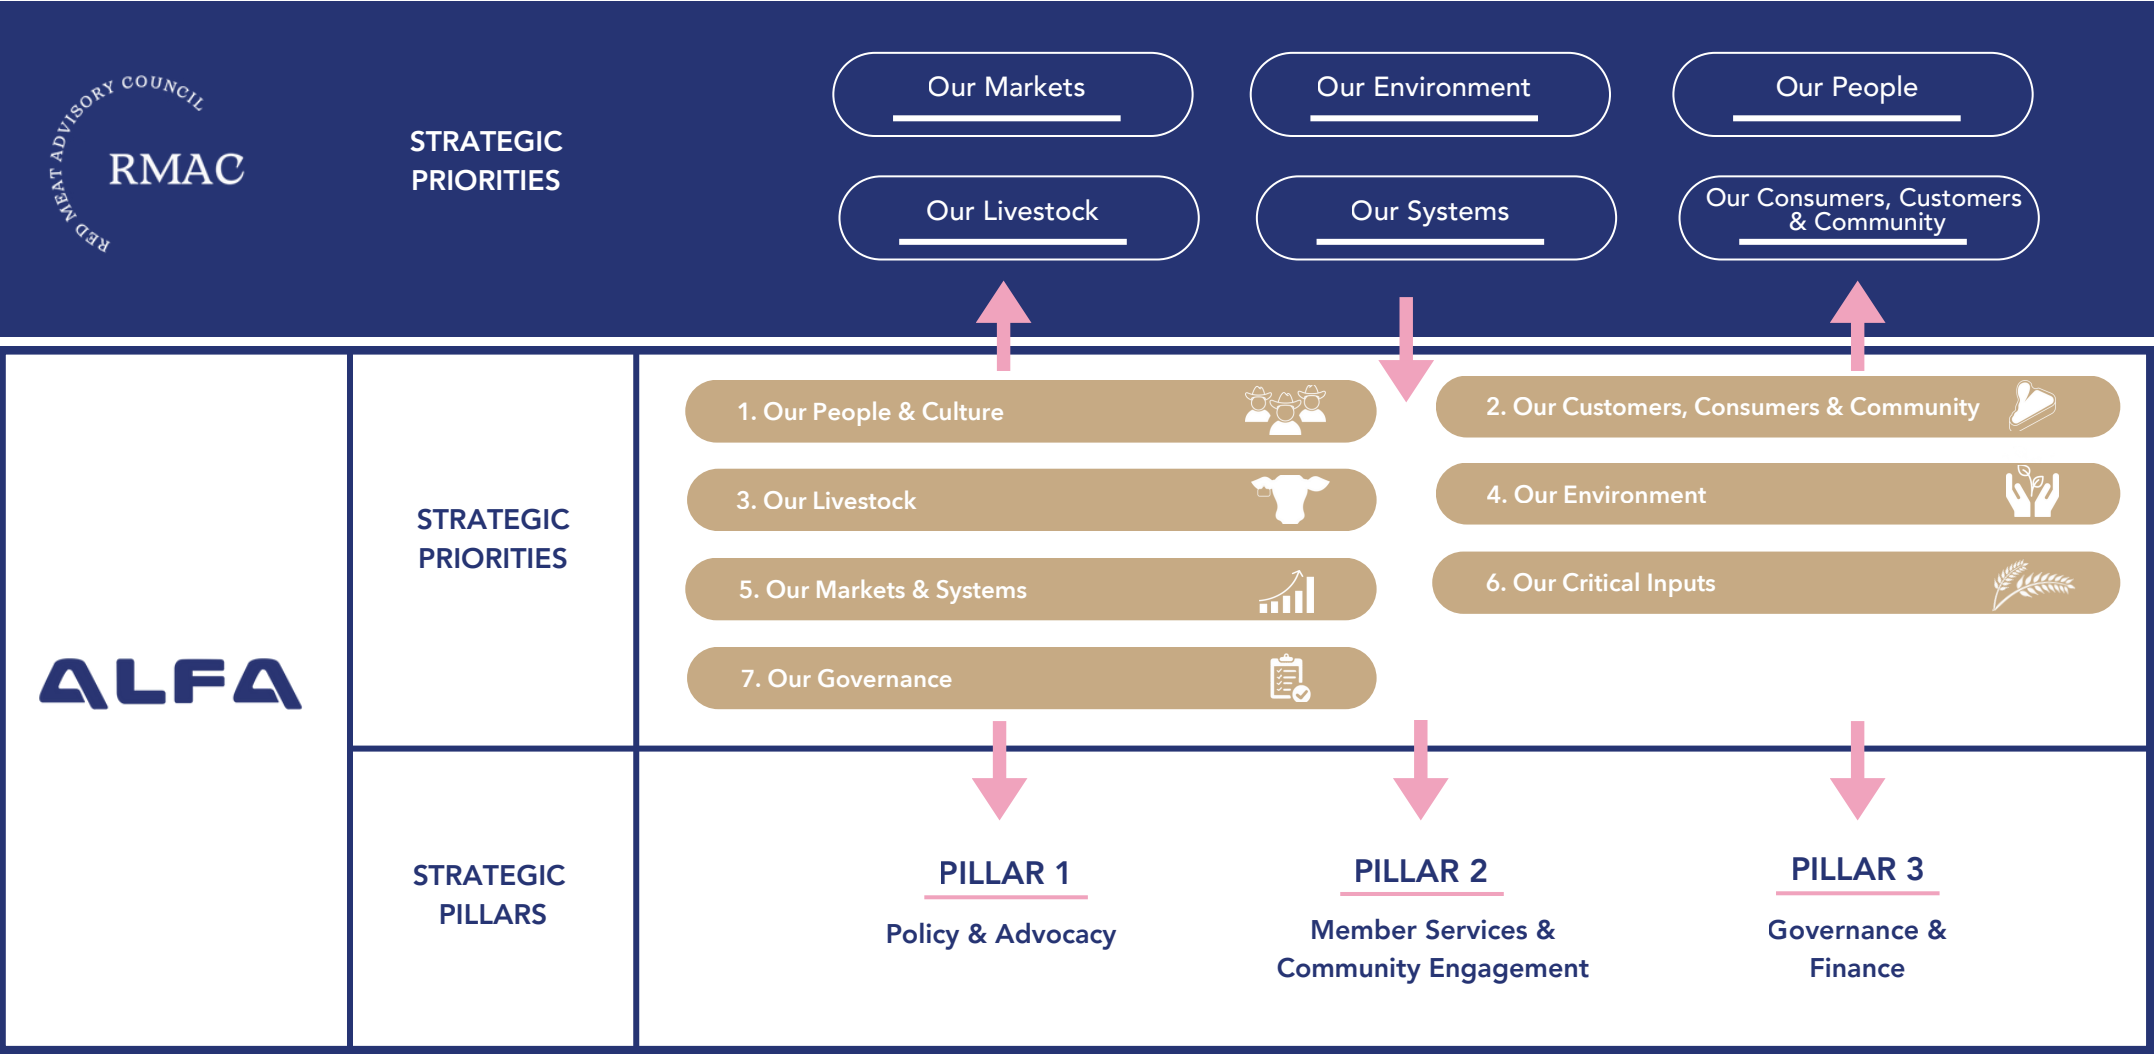 RED MEAT ADVISORY COUNCIL
RMAC
STRATEGIC
PRIORITIES
Our Markets
Our Environment
Our People
Our Livestock
Our Systems
Our Consumers, Customers
& Community
ALFA
STRATEGIC
PRIORITIES
1. Our People & Culture
2. Our Customers, Consumers & Community
3. Our Livestock
4. Our Environment
5. Our Markets & Systems
6. Our Critical Inputs
7. Our Governance
STRATEGIC
PILLARS
PILLAR 1
Policy & Advocacy
PILLAR 2
Member Services &
Community Engagement
PILLAR 3
Governance &
Finance